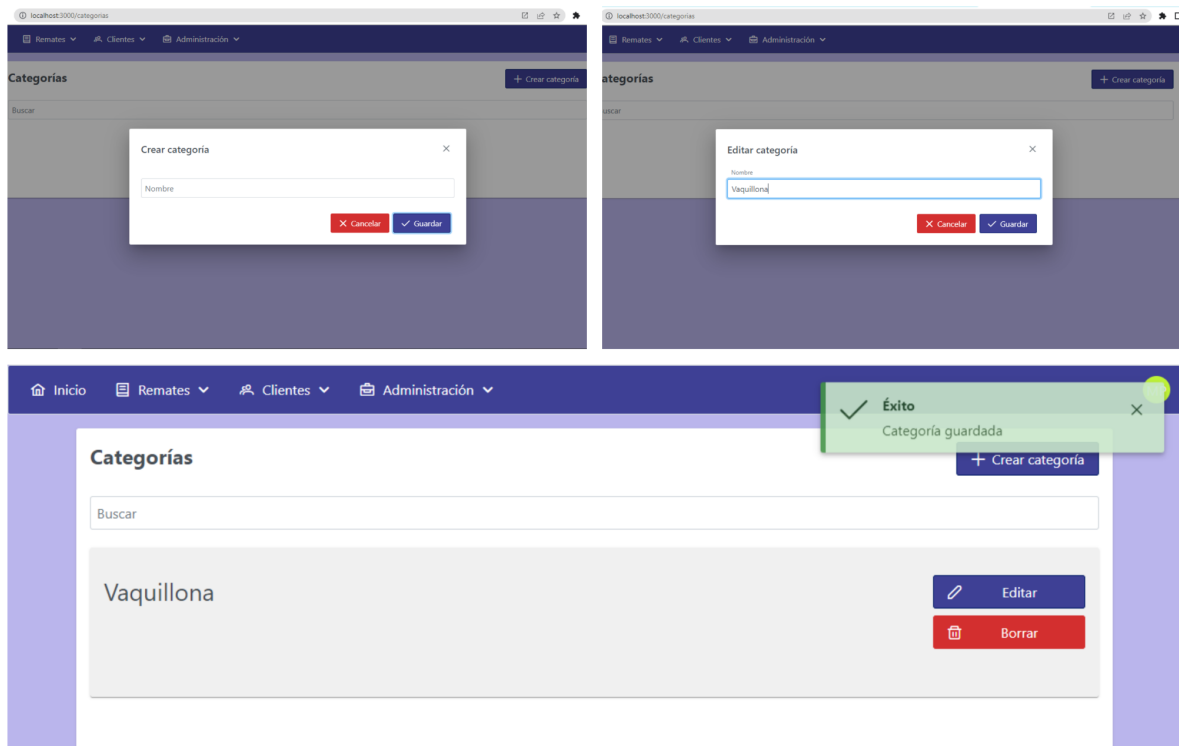 localhost:3000/categorias
Remates Clientes Administración
Categorías
Crear categoría
Buscar
Crear categoría
Nombre
Cancelar Guardar
localhost:3000/categorias
Remates Clientes Administración
ategorías
Crear categoría
uscar
Editar categoría
Nombre
Vaquillona
Cancelar Guardar
Inicio Remates Clientes Administración
Éxito
Categoría guardada
Categorías
Crear categoría
Buscar
Vaquillona
Editar
Borrar